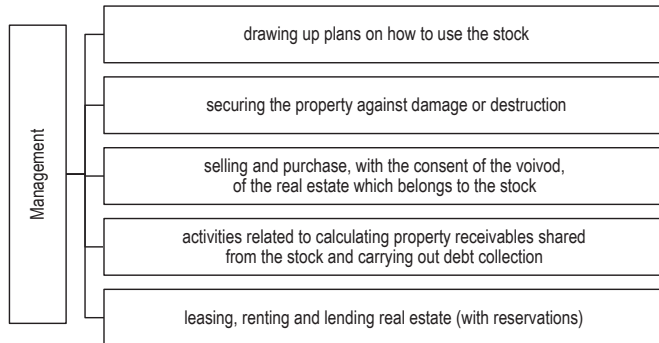 Management
drawing up plans on how to use the stock
securing the property against damage or destruction
selling and purchase, with the consent of the voivod,
of the real estate which belongs to the stock
activities related to calculating property receivables shared
from the stock and carrying out debt collection
leasing, renting and lending real estate (with reservations)